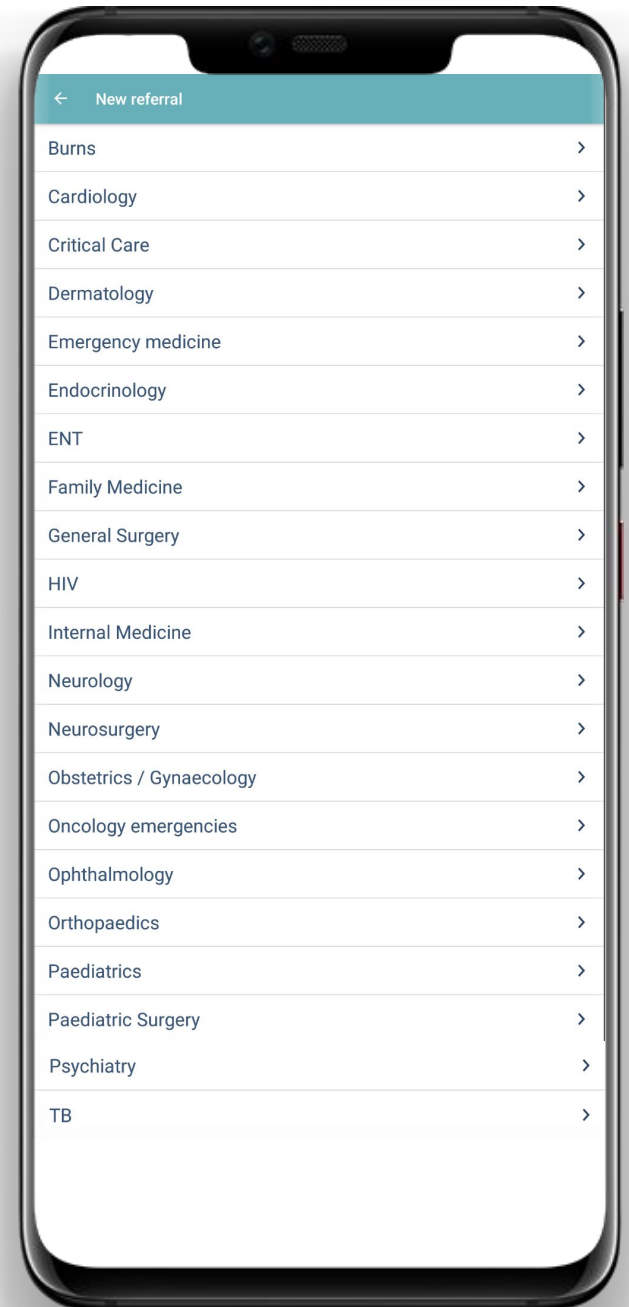 New referral
Burns
Cardiology
Critical Care
Dermatology
Emergency medicine
Endocrinology
ENT
Family Medicine
General Surgery
HIV
Internal Medicine
Neurology
Neurosurgery
Obstetrics / Gynaecology
Oncology emergencies
Ophthalmology
Orthopaedics
Paediatrics
Paediatric Surgery
Psychiatry
TB